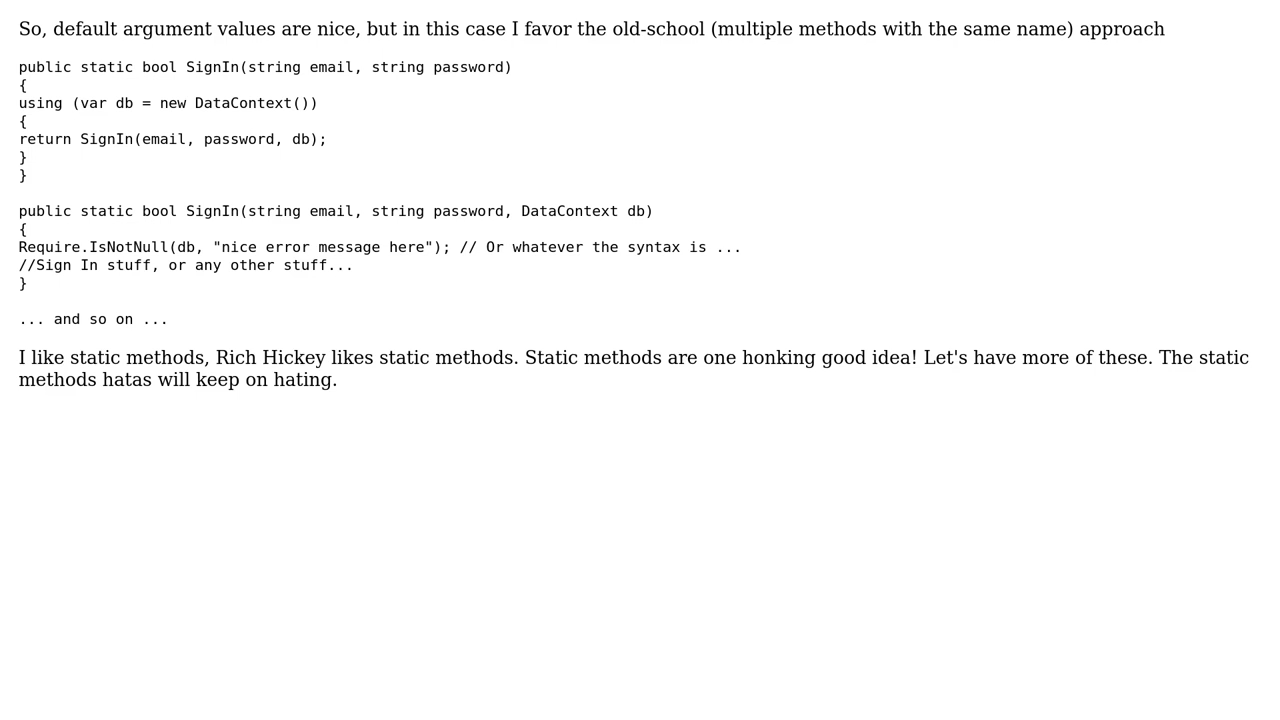 So, default argument values are nice, but in this case I favor the old-school (multiple methods with the same name) approach
public static bool SignIn(string email, string password)
{
using (var db = new DataContext())
{
return SignIn(email, password, db);
}
}
public static bool SignIn(string email, string password, DataContext db)
{
Require.IsNotNull(db, "nice error message here"); // Or whatever the syntax is ...
//Sign In stuff, or any other stuff...
}
... and so on ...
I like static methods, Rich Hickey likes static methods. Static methods are one honking good idea! Let's have more of these. The static
methods hatas will keep on hating.